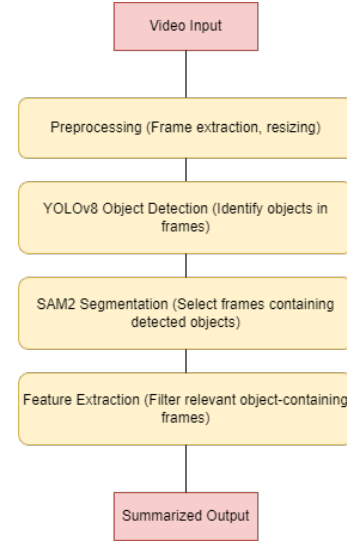 Video Input
Preprocessing (Frame extraction, resizing)
YOLOv8 Object Detection (Identify objects in
frames)
SAM2 Segmentation (Select frames containing
detected objects)
Feature Extraction (Filter relevant object-containing
frames)
Summarized Output